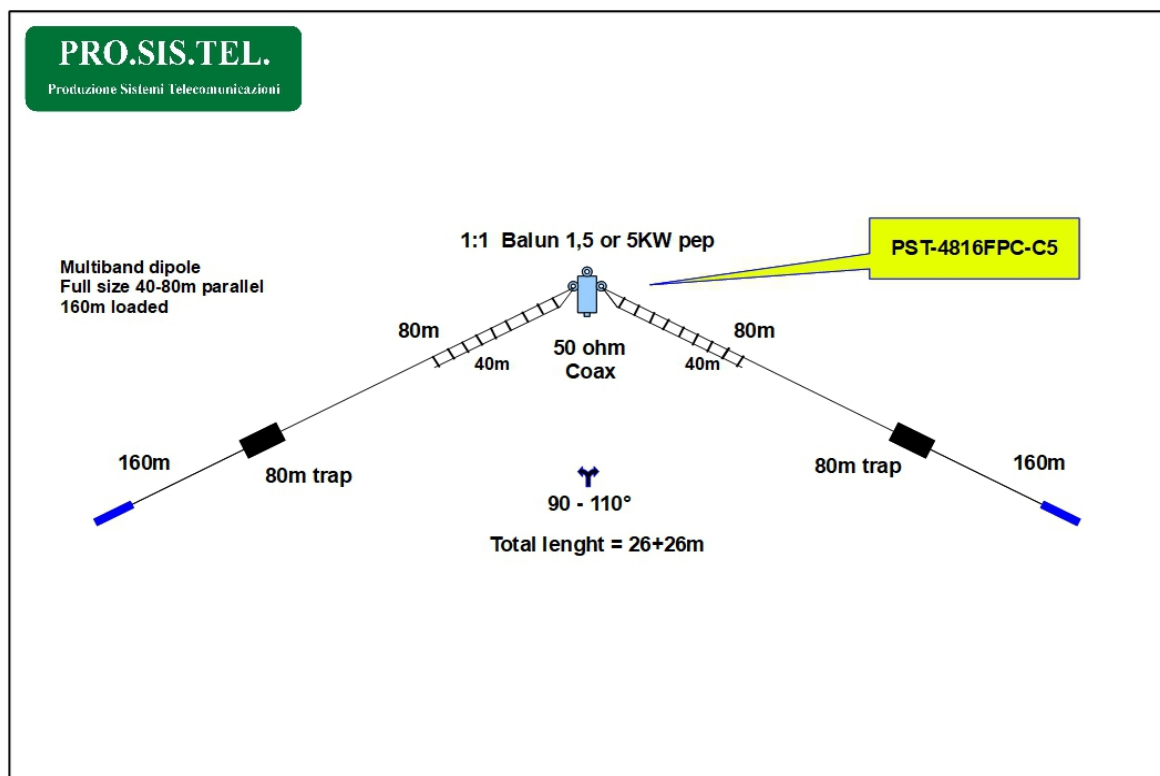 PRO.SIS.TEL.
Produzione Sistemi Telecomunicazioni
1:1 Balun 1,5 or 5KW pep
PST-4816FPC-C5
Multiband dipole
Full size 40-80m parallel
160m loaded
80m
80m
40m
50 ohm
Coax
40m
160m
80m trap
80m trap
160m
90 - 110°
Total lenght = 26+26m